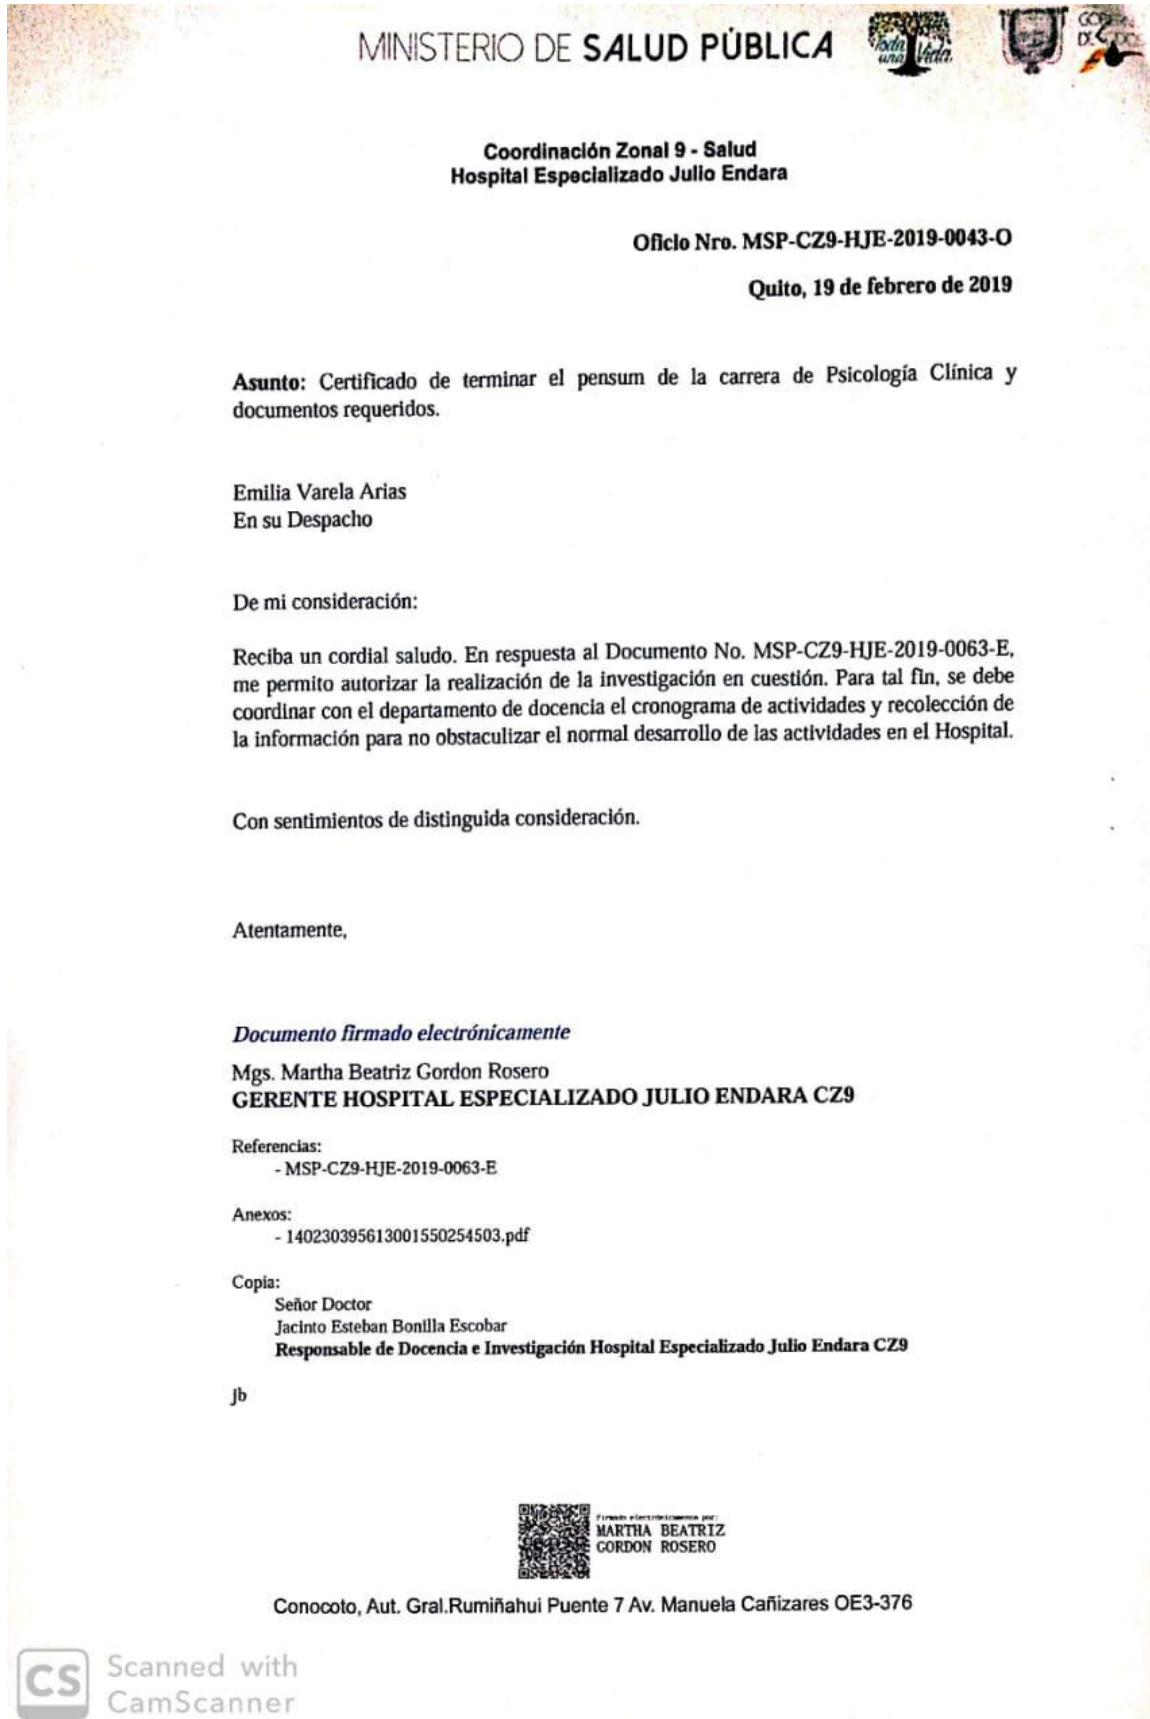 MINISTERIO DE SALUD PÚBLICA
Toda
una Vida
Coordinación Zonal 9 - Salud
Hospital Especializado Julio Endara
Oficio Nro. MSP-CZ9-HJE-2019-0043-O
Quito, 19 de febrero de 2019
Asunto: Certificado de terminar el pensum de la carrera de Psicología Clínica y
documentos requeridos.
Emilia Varela Arias
En su Despacho
De mi consideración:
Reciba un cordial saludo. En respuesta al Documento No. MSP-CZ9-HJE-2019-0063-E,
me permito autorizar la realización de la investigación en cuestión. Para tal fin, se debe
coordinar con el departamento de docencia el cronograma de actividades y recolección de
la información para no obstaculizar el normal desarrollo de las actividades en el Hospital.
Con sentimientos de distinguida consideración.
Atentamente,
Documento firmado electrónicamente
Mgs. Martha Beatriz Gordon Rosero
GERENTE HOSPITAL ESPECIALIZADO JULIO ENDARA CZ9
Referencias:
- MSP-CZ9-HJE-2019-0063-E
Anexos:
- 140230395613001550254503.pdf
Copia:
Señor Doctor
Jacinto Esteban Bonilla Escobar
Responsable de Docencia e Investigación Hospital Especializado Julio Endara CZ9
jb
Firmado electrónicamente por:
MARTHA BEATRIZ
GORDON ROSERO
Conocoto, Aut. Gral.Rumiñahui Puente 7 Av. Manuela Cañizares OE3-376
CS
Scanned with
CamScanner